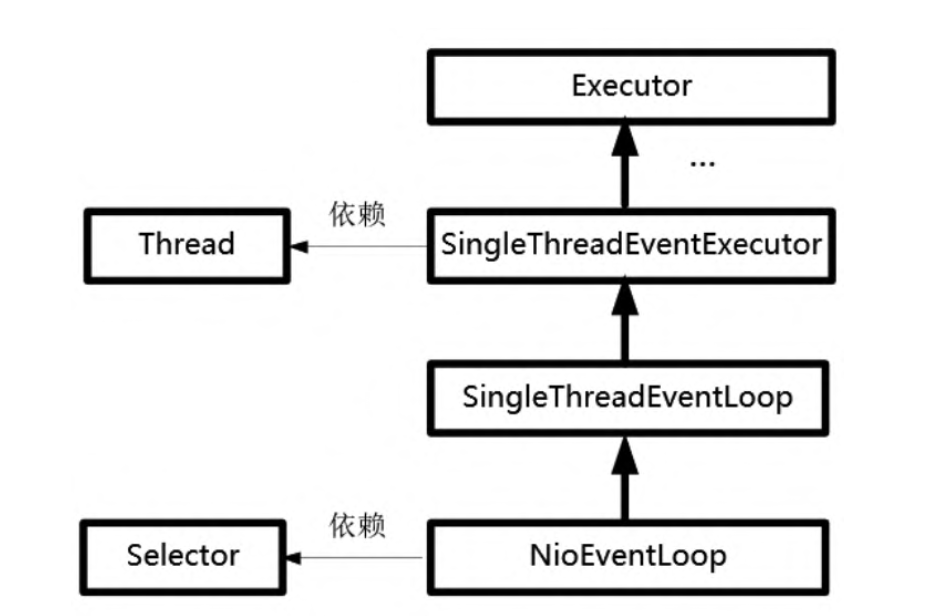 Executor
...
依赖
Thread
SingleThreadEventExecutor
SingleThreadEventLoop
依赖
Selector
NioEventLoop